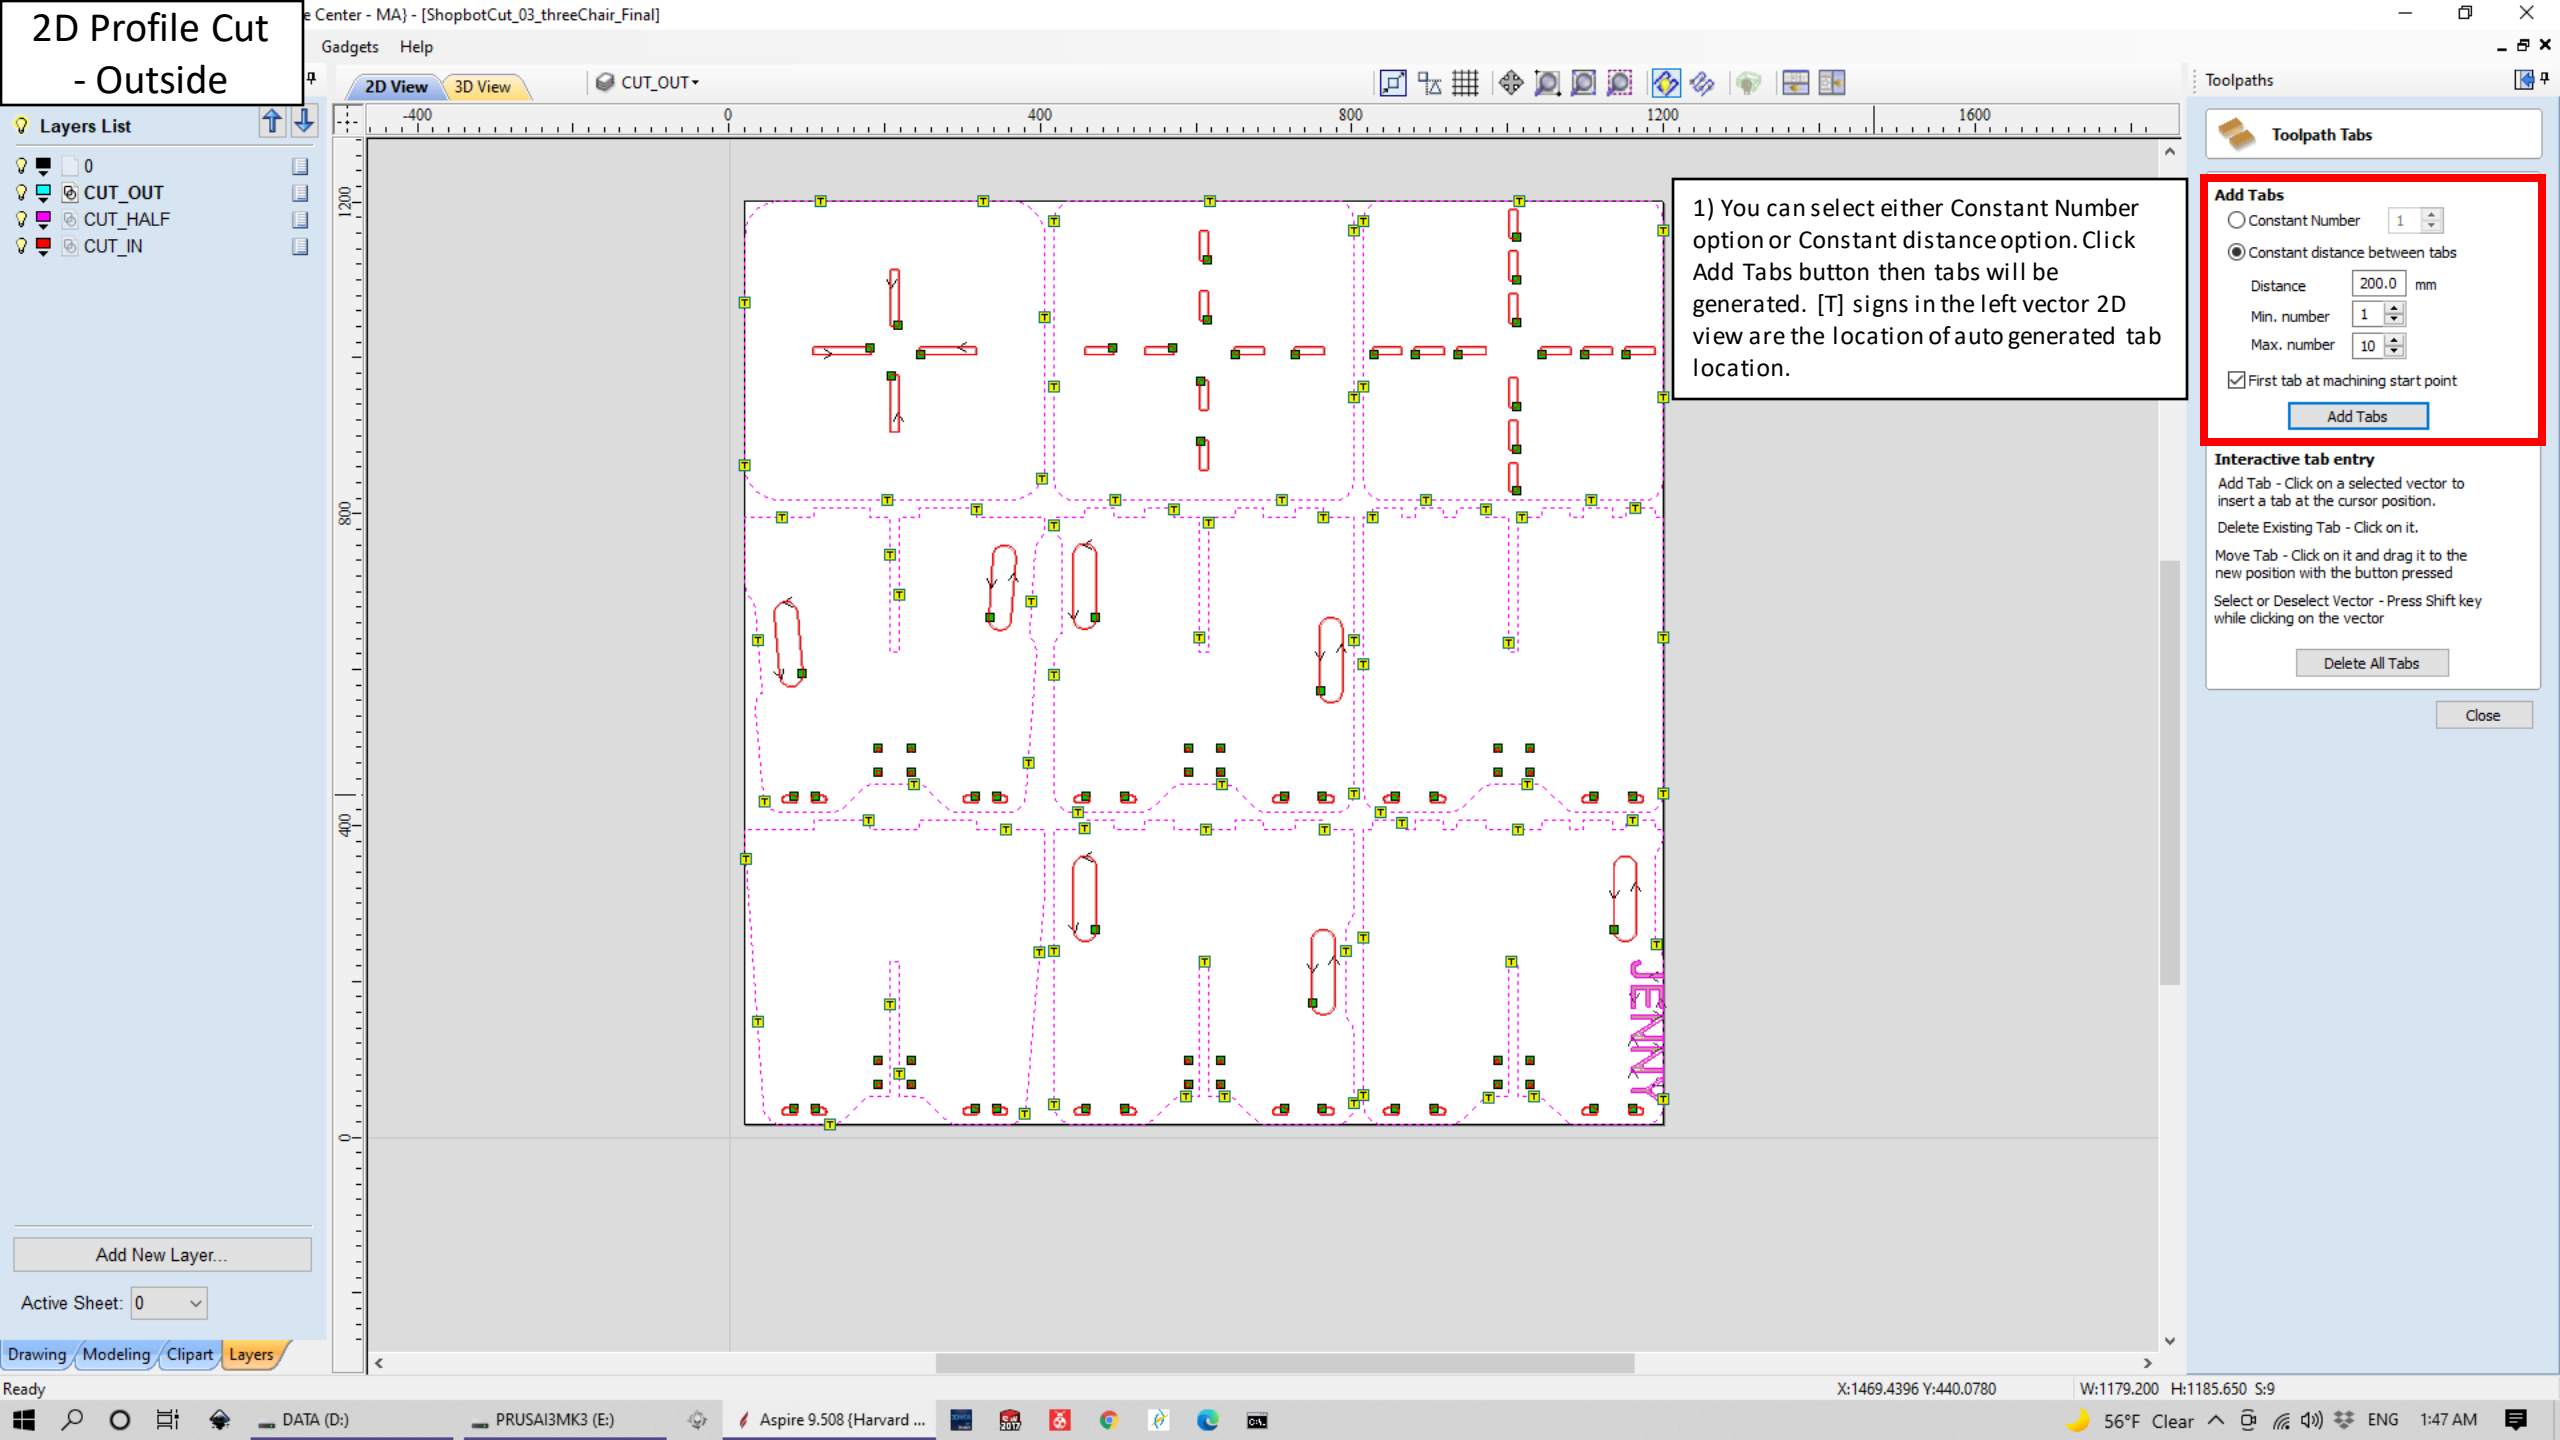 2D Profile Cut
- Outside
e Center - MA} - [ShopbotCut_03_threeChair_Final]
Gadgets Help
2D View 3D View CUT_OUT
Layers List
0
CUT_OUT
CUT_HALF
CUT_IN
-400 0 400 800 1200 1600
1200
800
400
0
1) You can select either Constant Number
option or Constant distance option. Click
Add Tabs button then tabs will be
generated. [T] signs in the left vector 2D
view are the location of auto generated tab
location.
JENNY
Toolpaths
Toolpath Tabs
Add Tabs
Constant Number 1
Constant distance between tabs
Distance 200.0 mm
Min. number 1
Max. number 10
First tab at machining start point
Add Tabs
Interactive tab entry
Add Tab - Click on a selected vector to
insert a tab at the cursor position.
Delete Existing Tab - Click on it.
Move Tab - Click on it and drag it to the
new position with the button pressed
Select or Deselect Vector - Press Shift key
while clicking on the vector
Delete All Tabs
Close
Add New Layer...
Active Sheet: 0
Drawing Modeling Clipart Layers
Ready
X:1469.4396 Y:440.0780 W:1179.200 H:1185.650 S:9
DATA (D:) PRUSAI3MK3 (E:) Aspire 9.508 {Harvard ... 56°F Clear ENG 1:47 AM